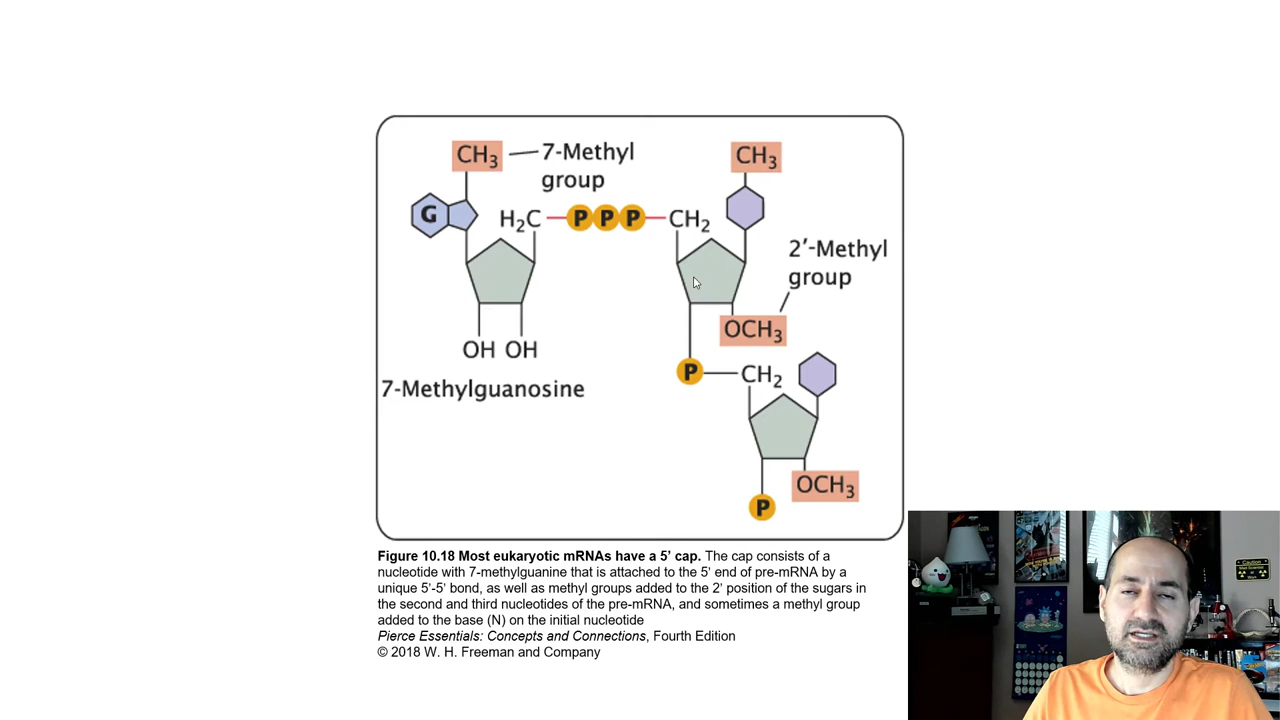 CH3
7-Methyl
group
G
H2C
P P P
CH2
CH3
2′-Methyl
group
OCH3
OH OH
7-Methylguanosine
P
CH2
OCH3
P
Figure 10.18 Most eukaryotic mRNAs have a 5’ cap. The cap consists of a
nucleotide with 7-methylguanine that is attached to the 5’ end of pre-mRNA by a
unique 5’-5’ bond, as well as methyl groups added to the 2’ position of the sugars in
the second and third nucleotides of the pre-mRNA, and sometimes a methyl group
added to the base (N) on the initial nucleotide
Pierce Essentials: Concepts and Connections, Fourth Edition
© 2018 W. H. Freeman and Company